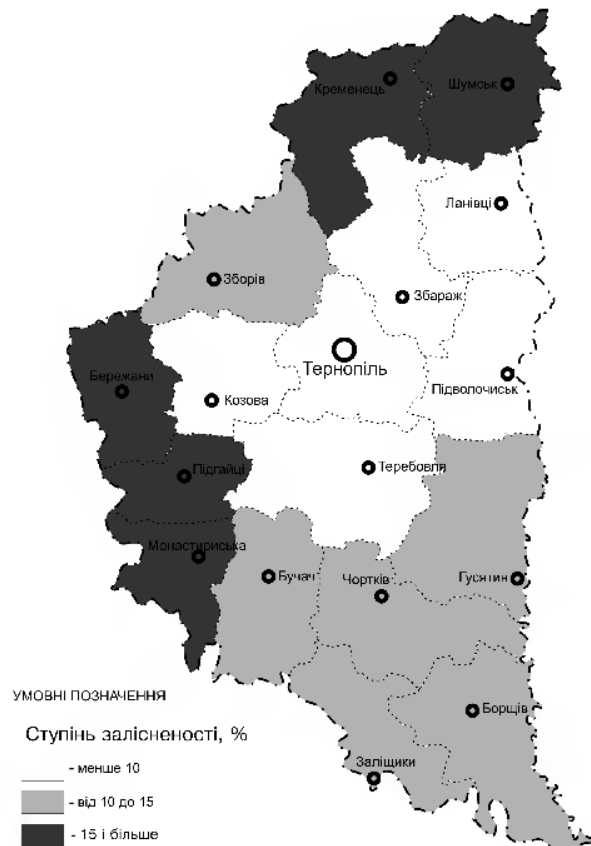 Кременець
Шумськ
Ланівці
Зборів
Збараж
Тернопіль
Підволочиськ
Бережани
Козова
Підгайці
Теребовля
Монастириська
Бучач
Чортків
Гусятин
Борщів
Заліщики
УМОВНІ ПОЗНАЧЕННЯ
Ступінь залісненості, %
- менше 10
- від 10 до 15
- 15 і більше